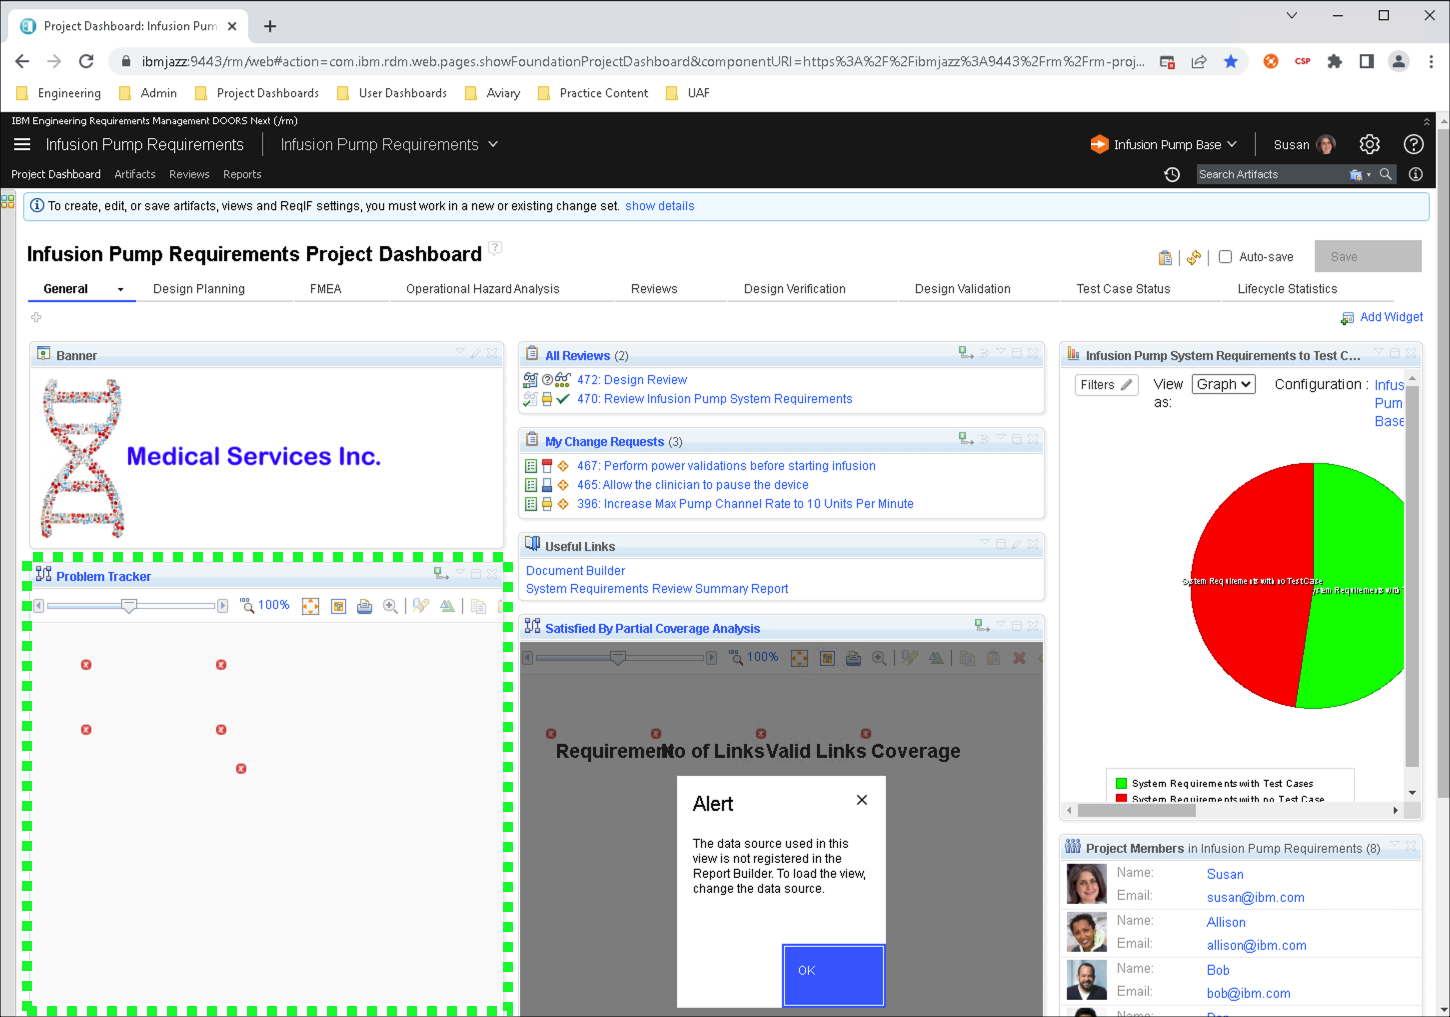 Project Dashboard: Infusion Pum
ibmjazz:9443/rm/web#action=com.ibm.rdm.web.pages.showFoundationProjectDashboard&componentURI=https%3A%2F%2Fibmjazz%3A9443%2Frm%2Frm-proj...
CSP
Engineering Admin Project Dashboards User Dashboards Aviary Practice Content UAF
IBM Engineering Requirements Management DOORS Next (/rm)
Infusion Pump Requirements Infusion Pump Requirements Infusion Pump Base Susan
Project Dashboard Artifacts Reviews Reports Search Artifacts
To create, edit, or save artifacts, views and ReqIF settings, you must work in a new or existing change set. show details
Infusion Pump Requirements Project Dashboard
Auto-save Save
General Design Planning FMEA Operational Hazard Analysis Reviews Design Verification Design Validation Test Case Status Lifecycle Statistics
Add Widget
Banner
Medical Services Inc.
Problem Tracker
100%
All Reviews (2)
472: Design Review
470: Review Infusion Pump System Requirements
My Change Requests (3)
467: Perform power validations before starting infusion
465: Allow the clinician to pause the device
396: Increase Max Pump Channel Rate to 10 Units Per Minute
Useful Links
Document Builder
System Requirements Review Summary Report
Satisfied By Partial Coverage Analysis
100%
Requirement No of Links Valid Links Coverage
Alert
The data source used in this
view is not registered in the
Report Builder. To load the view,
change the data source.
OK
Infusion Pump System Requirements to Test C...
Filters View as: Graph Configuration : Infus
Pum
Base
System Requirements with no TestCase
ystem Requirements with
System Requirements with Test Cases
System Requirements with no Test Case
Project Members in Infusion Pump Requirements (8)
Name: Susan
Email: susan@ibm.com
Name: Allison
Email: allison@ibm.com
Name: Bob
Email: bob@ibm.com
Name: